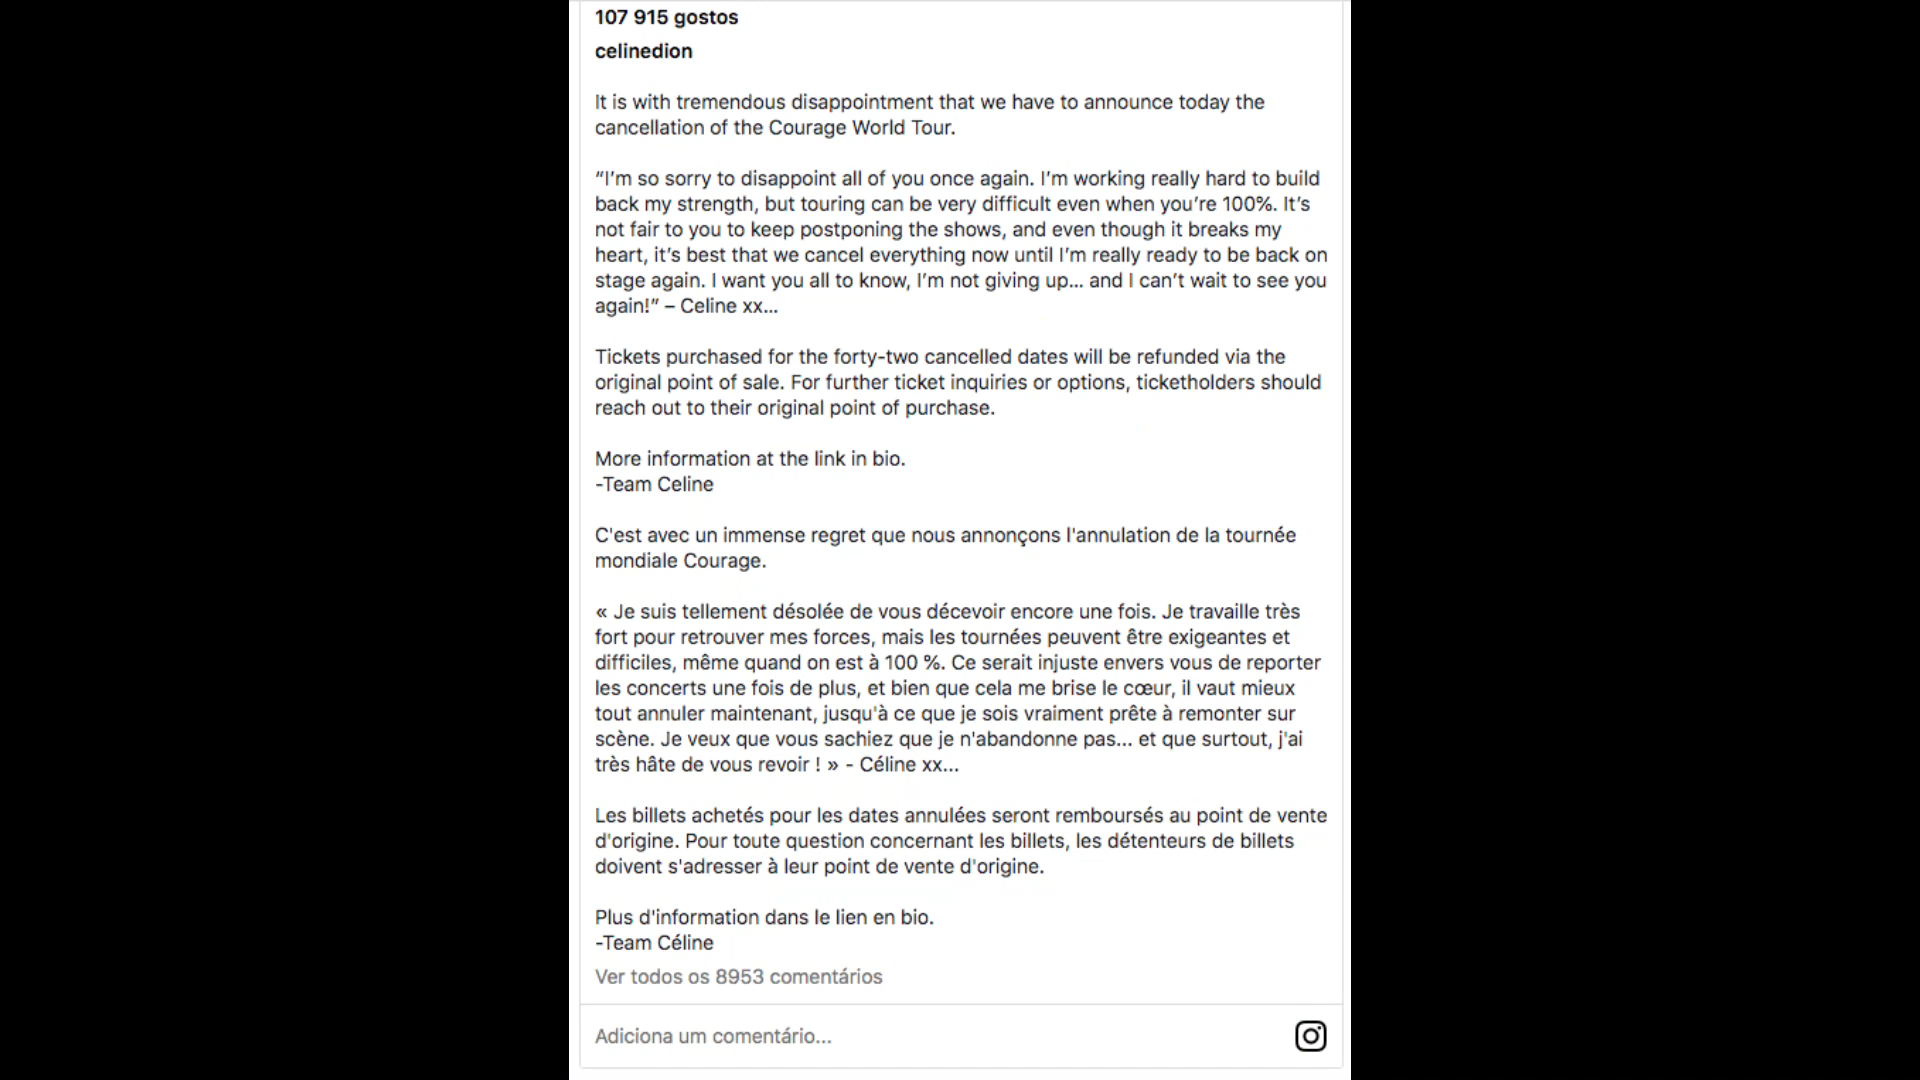 107 915 gostos
celinedion
It is with tremendous disappointment that we have to announce today the
cancellation of the Courage World Tour.
“I’m so sorry to disappoint all of you once again. I’m working really hard to build
back my strength, but touring can be very difficult even when you’re 100%. It’s
not fair to you to keep postponing the shows, and even though it breaks my
heart, it’s best that we cancel everything now until I’m really ready to be back on
stage again. I want you all to know, I’m not giving up... and I can’t wait to see you
again!” – Celine xx...
Tickets purchased for the forty-two cancelled dates will be refunded via the
original point of sale. For further ticket inquiries or options, ticketholders should
reach out to their original point of purchase.
More information at the link in bio.
-Team Celine
C'est avec un immense regret que nous annonçons l'annulation de la tournée
mondiale Courage.
« Je suis tellement désolée de vous décevoir encore une fois. Je travaille très
fort pour retrouver mes forces, mais les tournées peuvent être exigeantes et
difficiles, même quand on est à 100 %. Ce serait injuste envers vous de reporter
les concerts une fois de plus, et bien que cela me brise le cœur, il vaut mieux
tout annuler maintenant, jusqu'à ce que je sois vraiment prête à remonter sur
scène. Je veux que vous sachiez que je n'abandonne pas... et que surtout, j'ai
très hâte de vous revoir ! » - Céline xx...
Les billets achetés pour les dates annulées seront remboursés au point de vente
d'origine. Pour toute question concernant les billets, les détenteurs de billets
doivent s'adresser à leur point de vente d'origine.
Plus d'information dans le lien en bio.
-Team Céline
Ver todos os 8953 comentários
Adiciona um comentário...